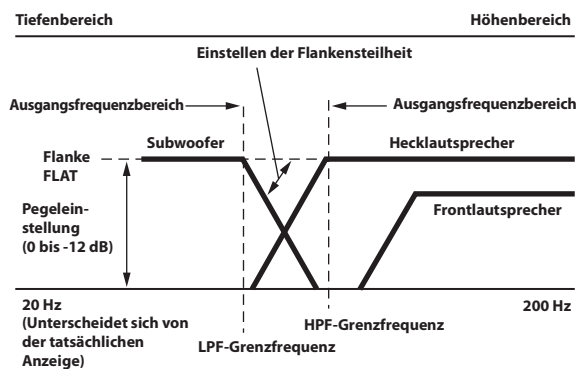 Tiefenbereich
Höhenbereich
Einstellen der Flankensteilheit
Ausgangsfrequenzbereich
Ausgangsfrequenzbereich
Subwoofer
Hecklautsprecher
Flanke
FLAT
Frontlautsprecher
Pegelein-
stellung
(0 bis -12 dB)
20 Hz
(Unterscheidet sich von
der tatsächlichen
Anzeige)
200 Hz
HPF-Grenzfrequenz
LPF-Grenzfrequenz